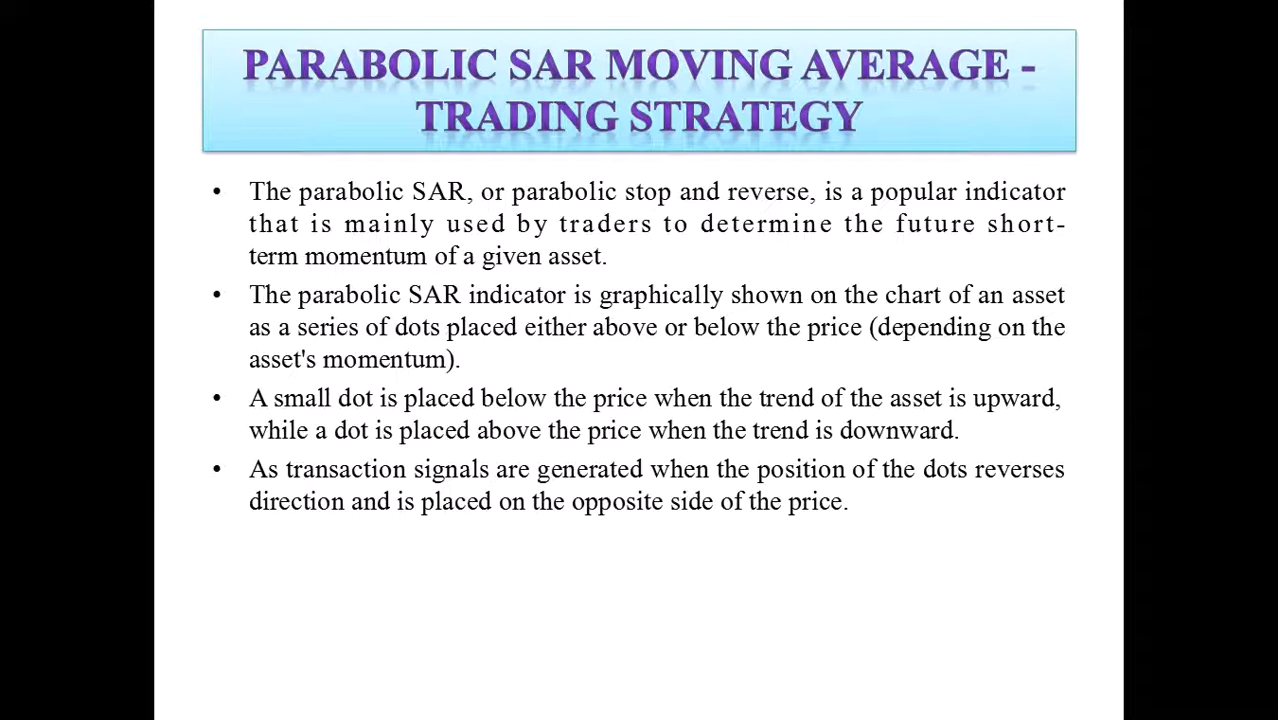 PARABOLIC SAR MOVING AVERAGE -
TRADING STRATEGY
• The parabolic SAR, or parabolic stop and reverse, is a popular indicator
that is mainly used by traders to determine the future short-
term momentum of a given asset.
• The parabolic SAR indicator is graphically shown on the chart of an asset
as a series of dots placed either above or below the price (depending on the
asset's momentum).
• A small dot is placed below the price when the trend of the asset is upward,
while a dot is placed above the price when the trend is downward.
• As transaction signals are generated when the position of the dots reverses
direction and is placed on the opposite side of the price.